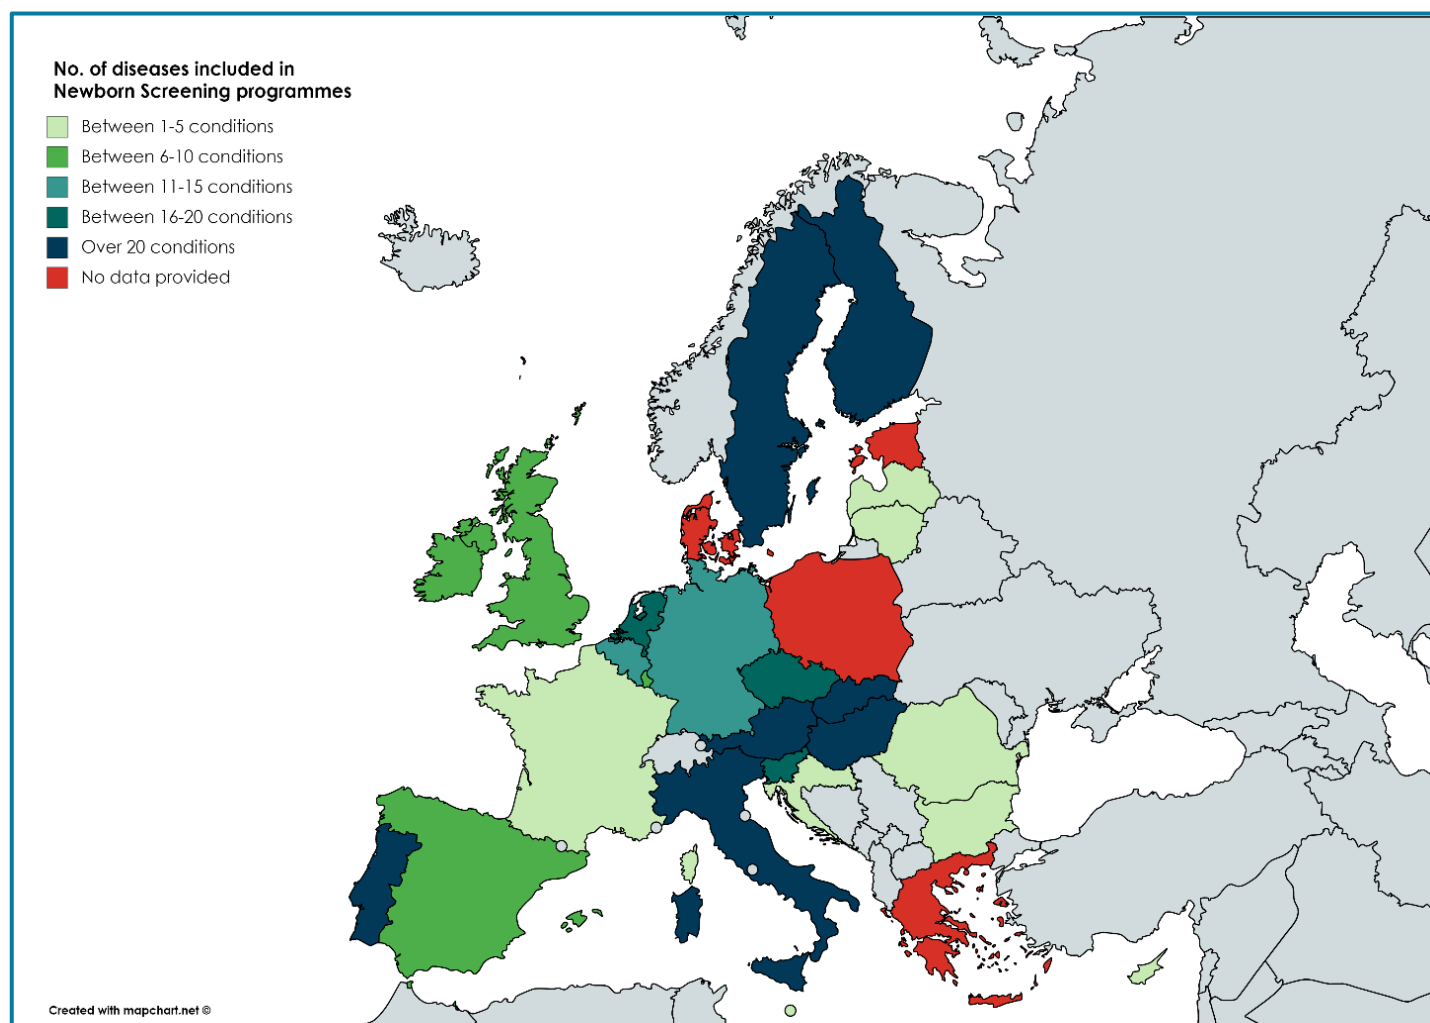 No. of diseases included in
Newborn Screening programmes
Between 1-5 conditions
Between 6-10 conditions
Between 11-15 conditions
Between 16-20 conditions
Over 20 conditions
No data provided
Created with mapchart.net ©